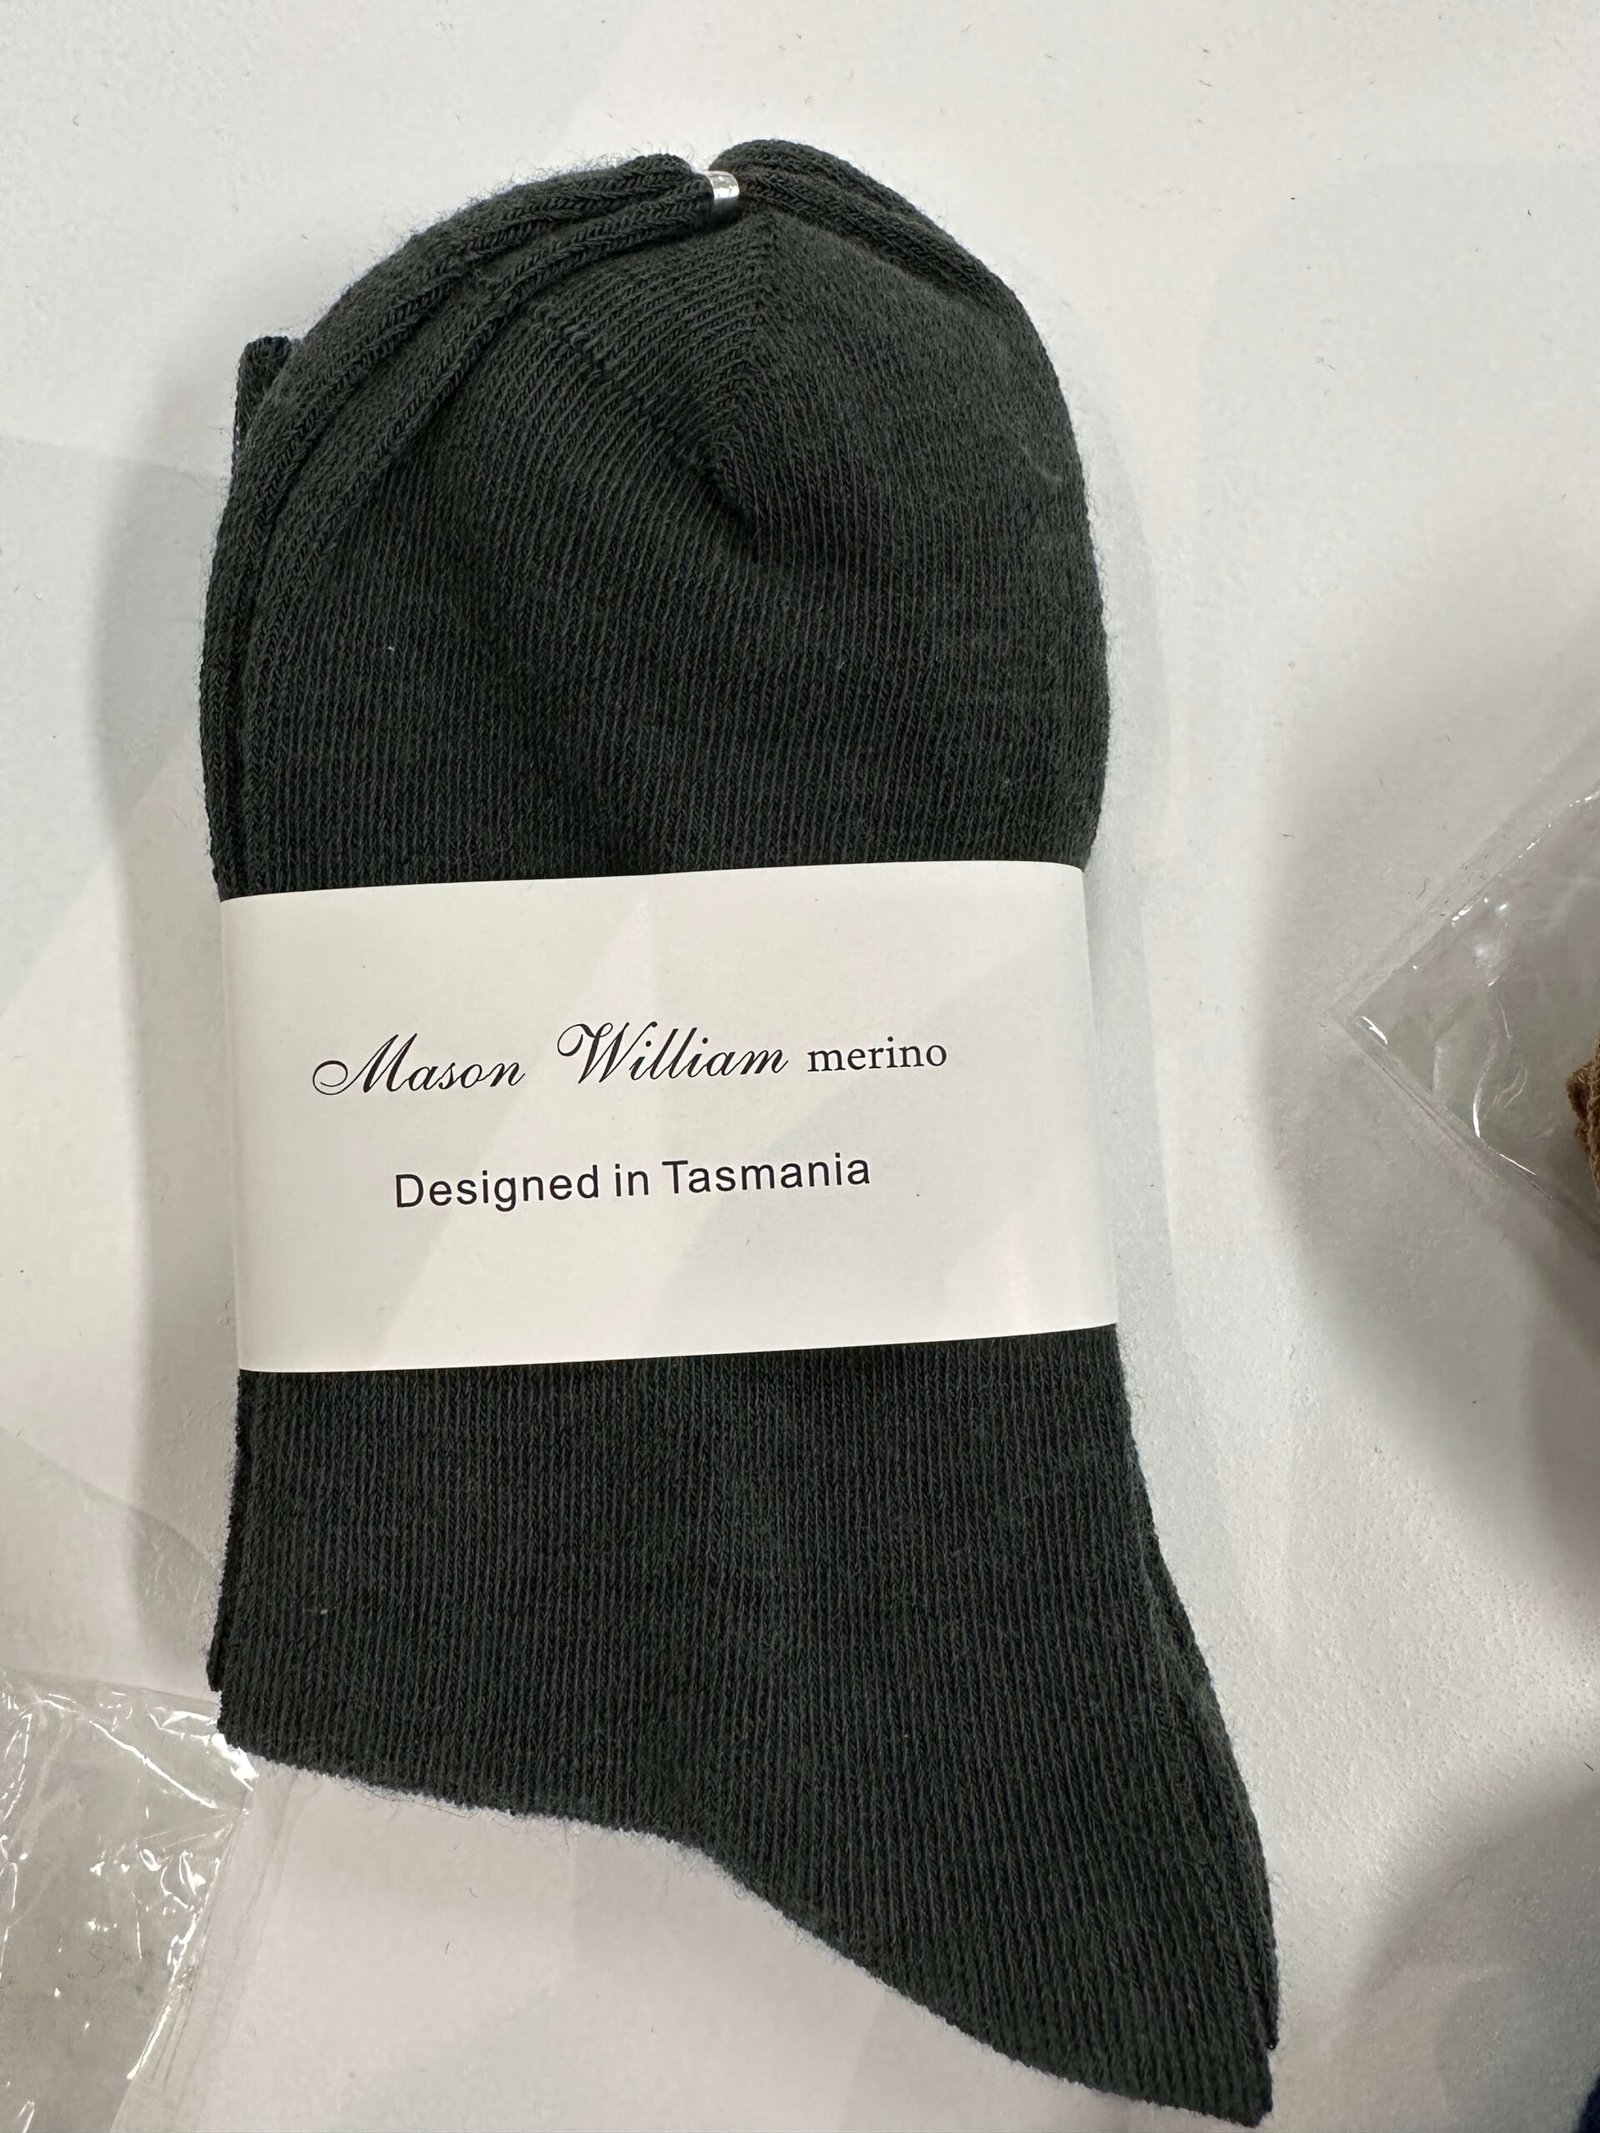 Mason William merino
Designed in Tasmania